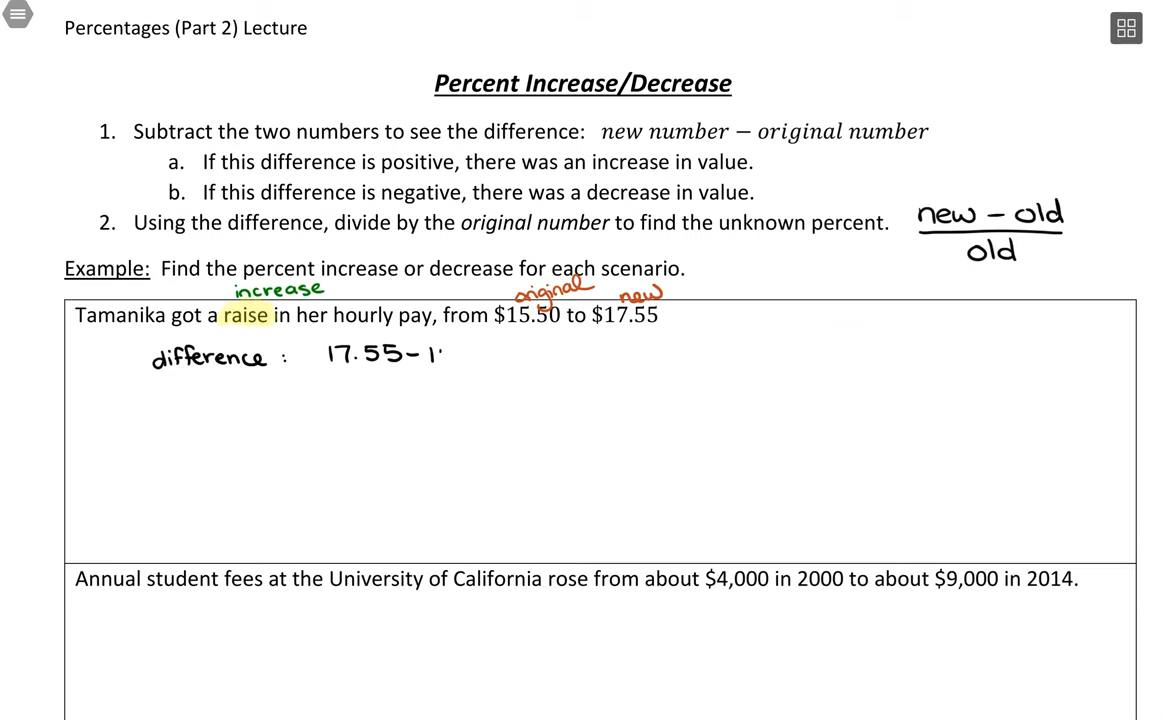 Percentages (Part 2) Lecture
Percent Increase/Decrease
1. Subtract the two numbers to see the difference: new number − original number
a. If this difference is positive, there was an increase in value.
b. If this difference is negative, there was a decrease in value.
2. Using the difference, divide by the original number to find the unknown percent.
new − old
old
Example: Find the percent increase or decrease for each scenario.
increase original new
Tamanika got a raise in her hourly pay, from $15.50 to $17.55
difference : 17.55 - 1
Annual student fees at the University of California rose from about $4,000 in 2000 to about $9,000 in 2014.